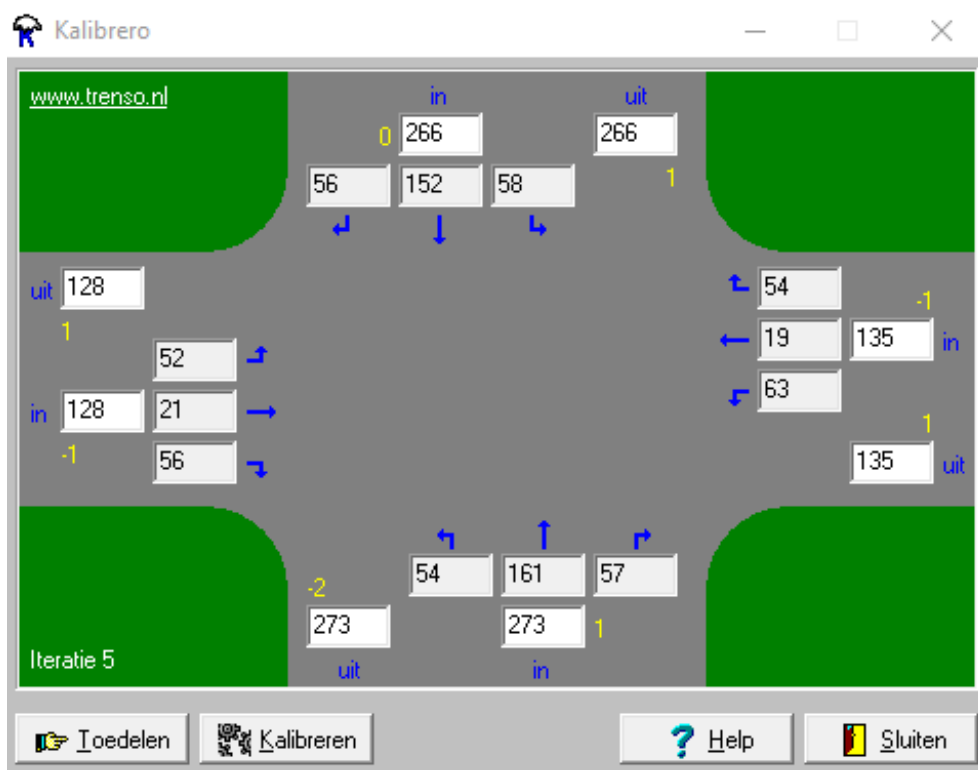 Kalibrero
www.trenso.nl
in uit
0 266 266
56 152 58 1
uit 128 54 -1
1 19 135 in
52 63
in 128 21 1
-1 56 135 uit
54 161 57
-2
273 273 1
Iteratie 5
uit in
Toedelen Kalibreren Help Sluiten